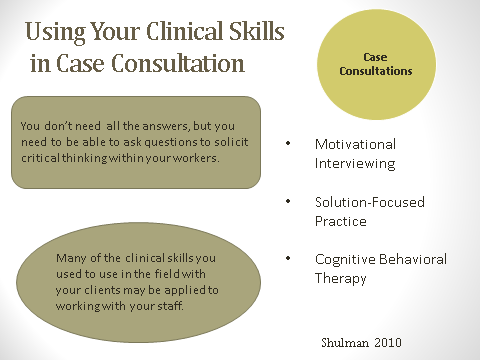 Using Your Clinical Skills
in Case Consultation
Case
Consultations
You don't need all the answers, but you
need to be able to ask questions to solicit
critical thinking within your workers.
• Motivational
Interviewing
• Solution-Focused
Practice
• Cognitive Behavioral
Therapy
Many of the clinical skills you
used to use in the field with
your clients may be applied to
working with your staff.
Shulman 2010